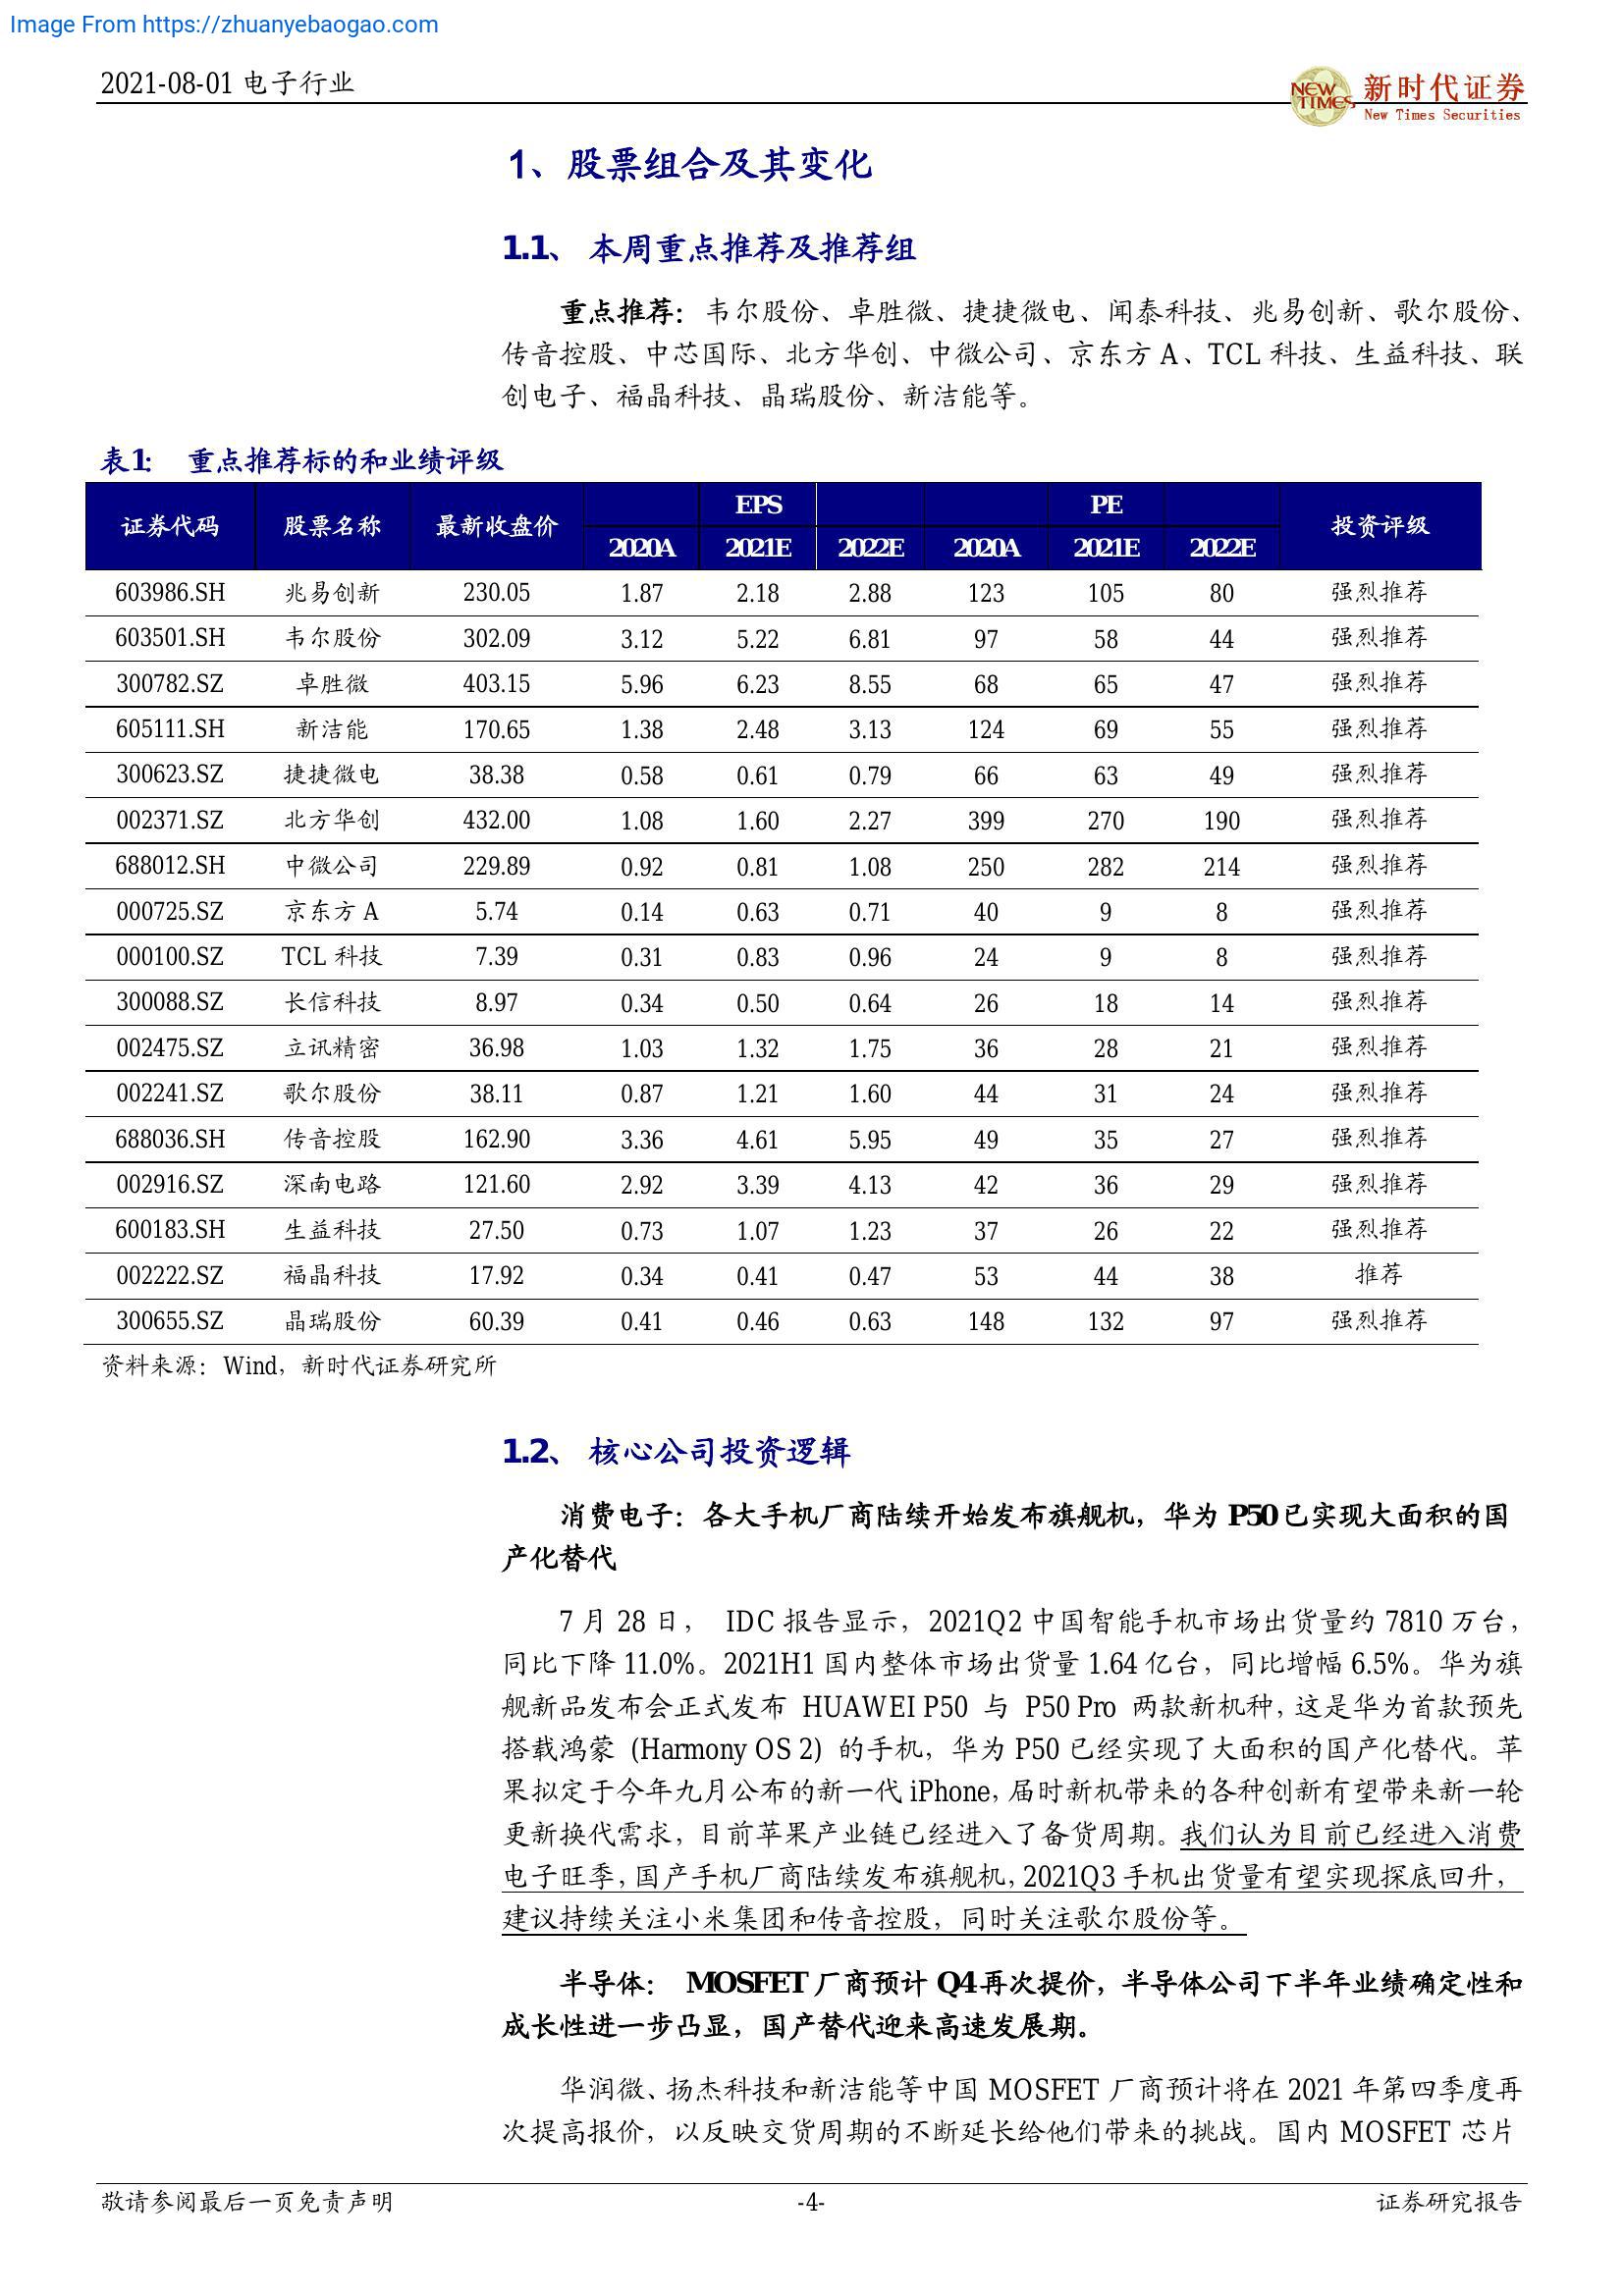 Image From https://zhuanyebaogao.com
2021-08-01 电子行业
NEW TIMES 新时代证券
New Times Securities
1、股票组合及其变化
1.1、 本周重点推荐及推荐组
重点推荐：韦尔股份、卓胜微、捷捷微电、闻泰科技、兆易创新、歌尔股份、
传音控股、中芯国际、北方华创、中微公司、京东方 A、TCL 科技、生益科技、联
创电子、福晶科技、晶瑞股份、新洁能等。
表1： 重点推荐标的和业绩评级
证券代码 股票名称 最新收盘价 EPS PE 投资评级
2020A 2021E 2022E 2020A 2021E 2022E
603986.SH 兆易创新 230.05 1.87 2.18 2.88 123 105 80 强烈推荐
603501.SH 韦尔股份 302.09 3.12 5.22 6.81 97 58 44 强烈推荐
300782.SZ 卓胜微 403.15 5.96 6.23 8.55 68 65 47 强烈推荐
605111.SH 新洁能 170.65 1.38 2.48 3.13 124 69 55 强烈推荐
300623.SZ 捷捷微电 38.38 0.58 0.61 0.79 66 63 49 强烈推荐
002371.SZ 北方华创 432.00 1.08 1.60 2.27 399 270 190 强烈推荐
688012.SH 中微公司 229.89 0.92 0.81 1.08 250 282 214 强烈推荐
000725.SZ 京东方 A 5.74 0.14 0.63 0.71 40 9 8 强烈推荐
000100.SZ TCL 科技 7.39 0.31 0.83 0.96 24 9 8 强烈推荐
300088.SZ 长信科技 8.97 0.34 0.50 0.64 26 18 14 强烈推荐
002475.SZ 立讯精密 36.98 1.03 1.32 1.75 36 28 21 强烈推荐
002241.SZ 歌尔股份 38.11 0.87 1.21 1.60 44 31 24 强烈推荐
688036.SH 传音控股 162.90 3.36 4.61 5.95 49 35 27 强烈推荐
002916.SZ 深南电路 121.60 2.92 3.39 4.13 42 36 29 强烈推荐
600183.SH 生益科技 27.50 0.73 1.07 1.23 37 26 22 强烈推荐
002222.SZ 福晶科技 17.92 0.34 0.41 0.47 53 44 38 推荐
300655.SZ 晶瑞股份 60.39 0.41 0.46 0.63 148 132 97 强烈推荐
资料来源：Wind，新时代证券研究所
1.2、 核心公司投资逻辑
消费电子：各大手机厂商陆续开始发布旗舰机，华为 P50 已实现大面积的国
产化替代
7 月 28 日， IDC 报告显示，2021Q2 中国智能手机市场出货量约 7810 万台，
同比下降 11.0%。2021H1 国内整体市场出货量 1.64 亿台，同比增幅 6.5%。华为旗
舰新品发布会正式发布 HUAWEI P50 与 P50 Pro 两款新机种，这是华为首款预先
搭载鸿蒙（Harmony OS 2）的手机，华为 P50 已经实现了大面积的国产化替代。苹
果拟定于今年九月公布的新一代 iPhone，届时新机带来的各种创新有望带来新一轮
更新换代需求，目前苹果产业链已经进入了备货周期。我们认为目前已经进入消费
电子旺季，国产手机厂商陆续发布旗舰机，2021Q3 手机出货量有望实现探底回升，
建议持续关注小米集团和传音控股，同时关注歌尔股份等。
半导体： MOSFET 厂商预计 Q4 再次提价，半导体公司下半年业绩确定性和
成长性进一步凸显，国产替代迎来高速发展期。
华润微、扬杰科技和新洁能等中国 MOSFET 厂商预计将在 2021 年第四季度再
次提高报价，以反映交货周期的不断延长给他们带来的挑战。国内 MOSFET 芯片
敬请参阅最后一页免责声明 -4- 证券研究报告